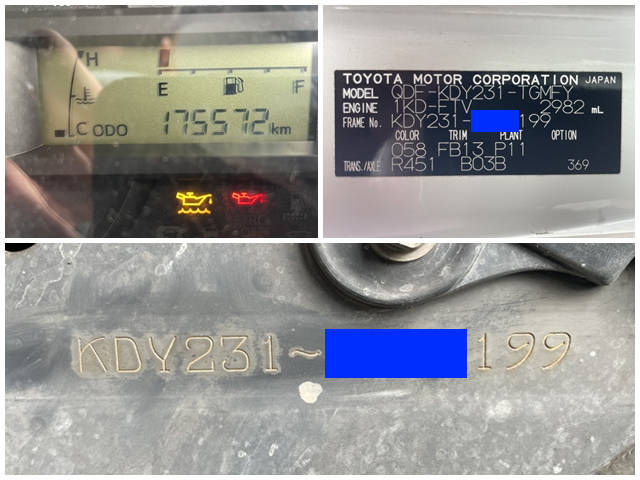 H
E F
C ODO 175572 km
TOYOTA MOTOR CORPORATION JAPAN
MODEL QDF-KDY231-TGMFY
ENGINE 1KD-FTV 2982 mL
FRAME No. KDY231- 199
COLOR TRIM PLANT OPTION
058 FB13 P11
TRANS./AXLE R451 B03B 369
KDY231~ 199